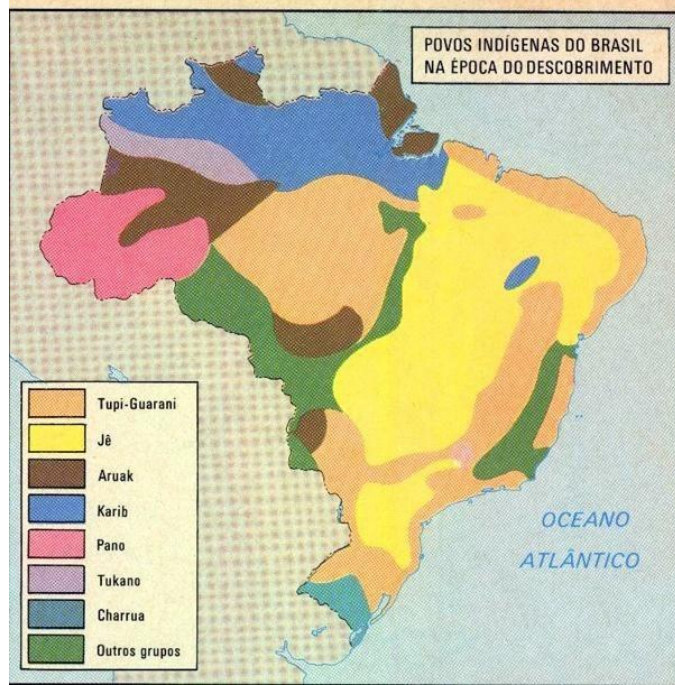 POVOS INDÍGENAS DO BRASIL
NA ÉPOCA DO DESCOBRIMENTO
Tupi-Guarani
Jê
Aruak
Karib
Pano
Tukano
Charrua
Outros grupos
OCEANO
ATLÂNTICO